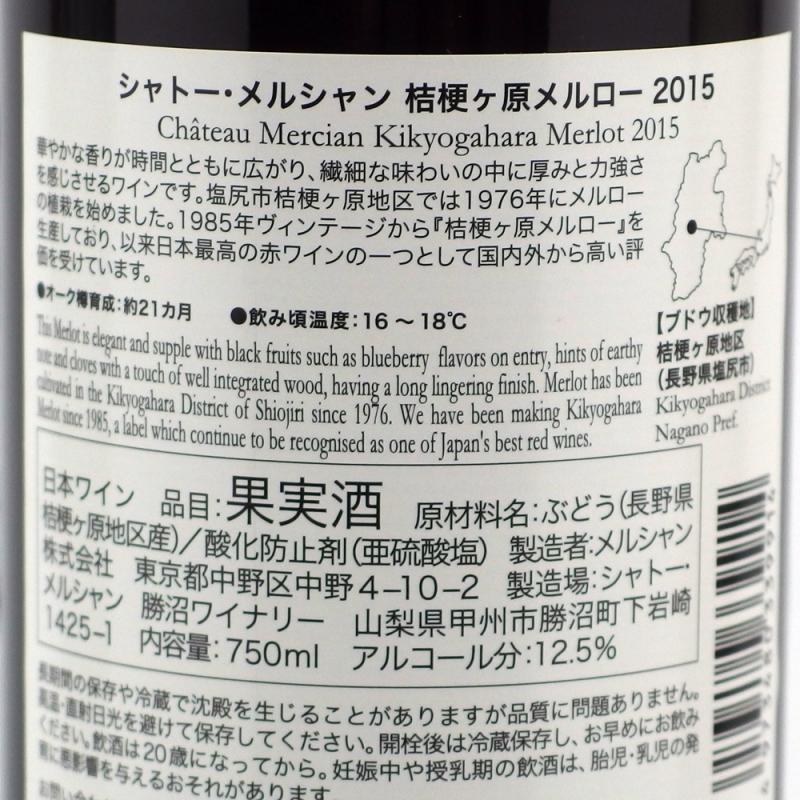 シャトー・メルシャン 桔梗ヶ原メルロー 2015
Château Mercian Kikyogahara Merlot 2015
華やかな香りが時間とともに広がり、繊細な味わいの中に厚みと力強さ
を感じさせるワインです。塩尻市桔梗ヶ原地区では1976年にメルロー
の植栽を始めました。1985年ヴィンテージから『桔梗ヶ原メルロー』を
生産しており、以来日本最高の赤ワインの一つとして国内外から高い評
価を受けています。
●オーク樽育成：約21カ月 ●飲み頃温度：16 ～ 18℃
This Merlot is elegant and supple with black fruits such as blueberry flavors on entry, hints of earthy
note and cloves with a touch of well integrated wood, having a long lingering finish. Merlot has been
cultivated in the Kikyogahara District of Shiojiri since 1976. We have been making Kikyogahara
Merlot since 1985, a label which continue to be recognised as one of Japan's best red wines.
【ブドウ収穫地】
桔梗ヶ原地区
（長野県塩尻市）
Kikyogahara District
Nagano Pref.
日本ワイン 品目：果実酒 原材料名：ぶどう（長野県
桔梗ヶ原地区産）／酸化防止剤（亜硫酸塩） 製造者：メルシャン
株式会社 東京都中野区中野4-10-2 製造場：シャトー・
メルシャン 勝沼ワイナリー 山梨県甲州市勝沼町下岩崎
1425-1 内容量：750ml アルコール分：12.5%
長期間の保存や冷蔵で沈殿を生じることがありますが品質に問題ありません。
高温・直射日光を避けて保存してください。開栓後は冷蔵保存し、お早めにお飲み
ください。飲酒は20歳になってから。妊娠中や授乳期の飲酒は、胎児・乳児の発
育に悪影響を与えるおそれがあります。